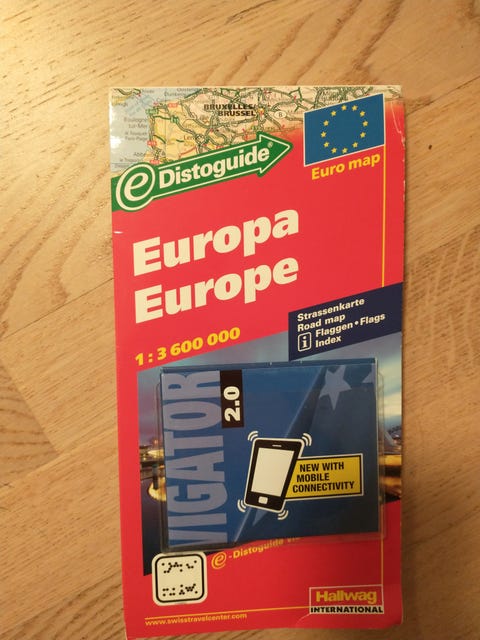 BRUXELLES/
BRUSSEL
e Distoguide®
Euro map
Europa
Europe
1 : 3 600 000
Strassenkarte
Road map
i Flaggen • Flags
Index
VIGATOR
2.0
NEW WITH
MOBILE
CONNECTIVITY
e - Distoguide
Hallwag
INTERNATIONAL
www.swisstravelcenter.com